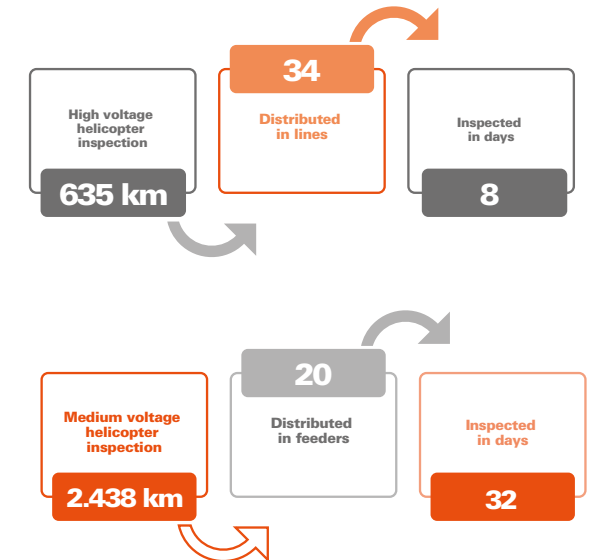 High voltage
helicopter
inspection
635 km
34
Distributed
in lines
Inspected
in days
8
Medium voltage
helicopter
inspection
2.438 km
20
Distributed
in feeders
Inspected
in days
32